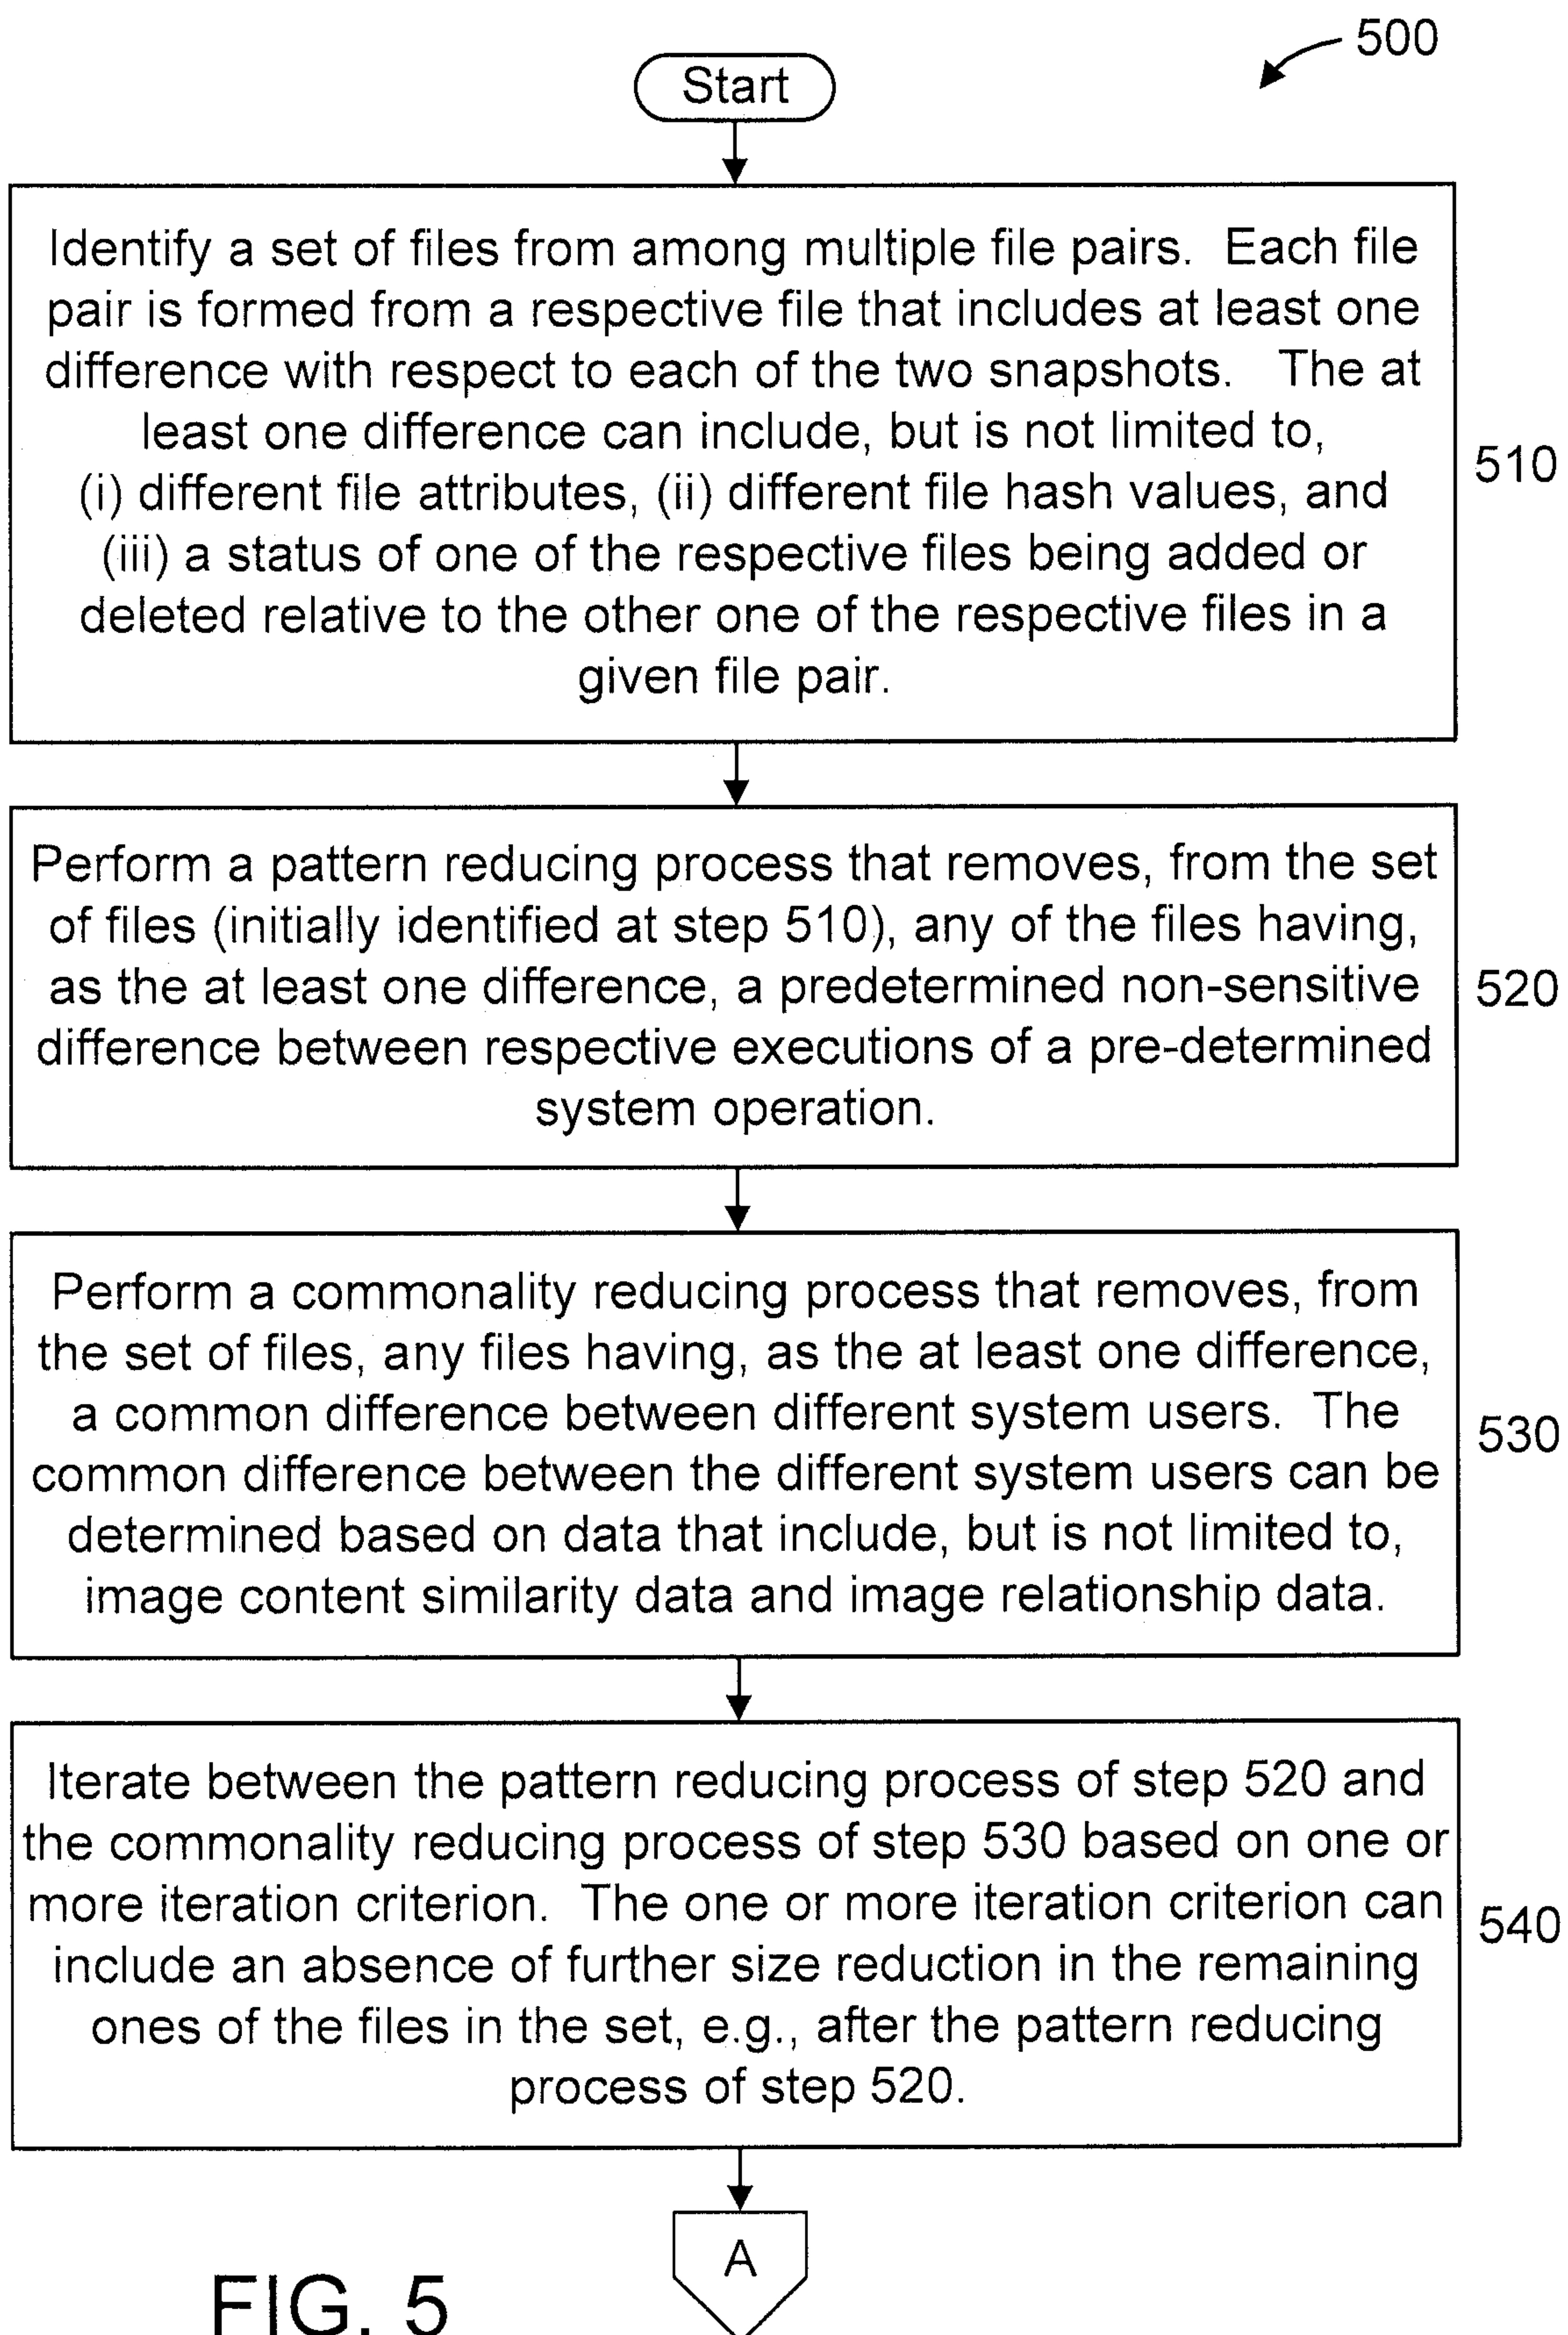 500
Start
Identify a set of files from among multiple file pairs. Each file
pair is formed from a respective file that includes at least one
difference with respect to each of the two snapshots. The at
least one difference can include, but is not limited to,
(i) different file attributes, (ii) different file hash values, and
(iii) a status of one of the respective files being added or
deleted relative to the other one of the respective files in a
given file pair.
510
Perform a pattern reducing process that removes, from the set
of files (initially identified at step 510), any of the files having,
as the at least one difference, a predetermined non-sensitive
difference between respective executions of a pre-determined
system operation.
520
Perform a commonality reducing process that removes, from
the set of files, any files having, as the at least one difference,
a common difference between different system users. The
common difference between the different system users can be
determined based on data that include, but is not limited to,
image content similarity data and image relationship data.
530
Iterate between the pattern reducing process of step 520 and
the commonality reducing process of step 530 based on one or
more iteration criterion. The one or more iteration criterion can
include an absence of further size reduction in the remaining
ones of the files in the set, e.g., after the pattern reducing
process of step 520.
540
A
FIG. 5